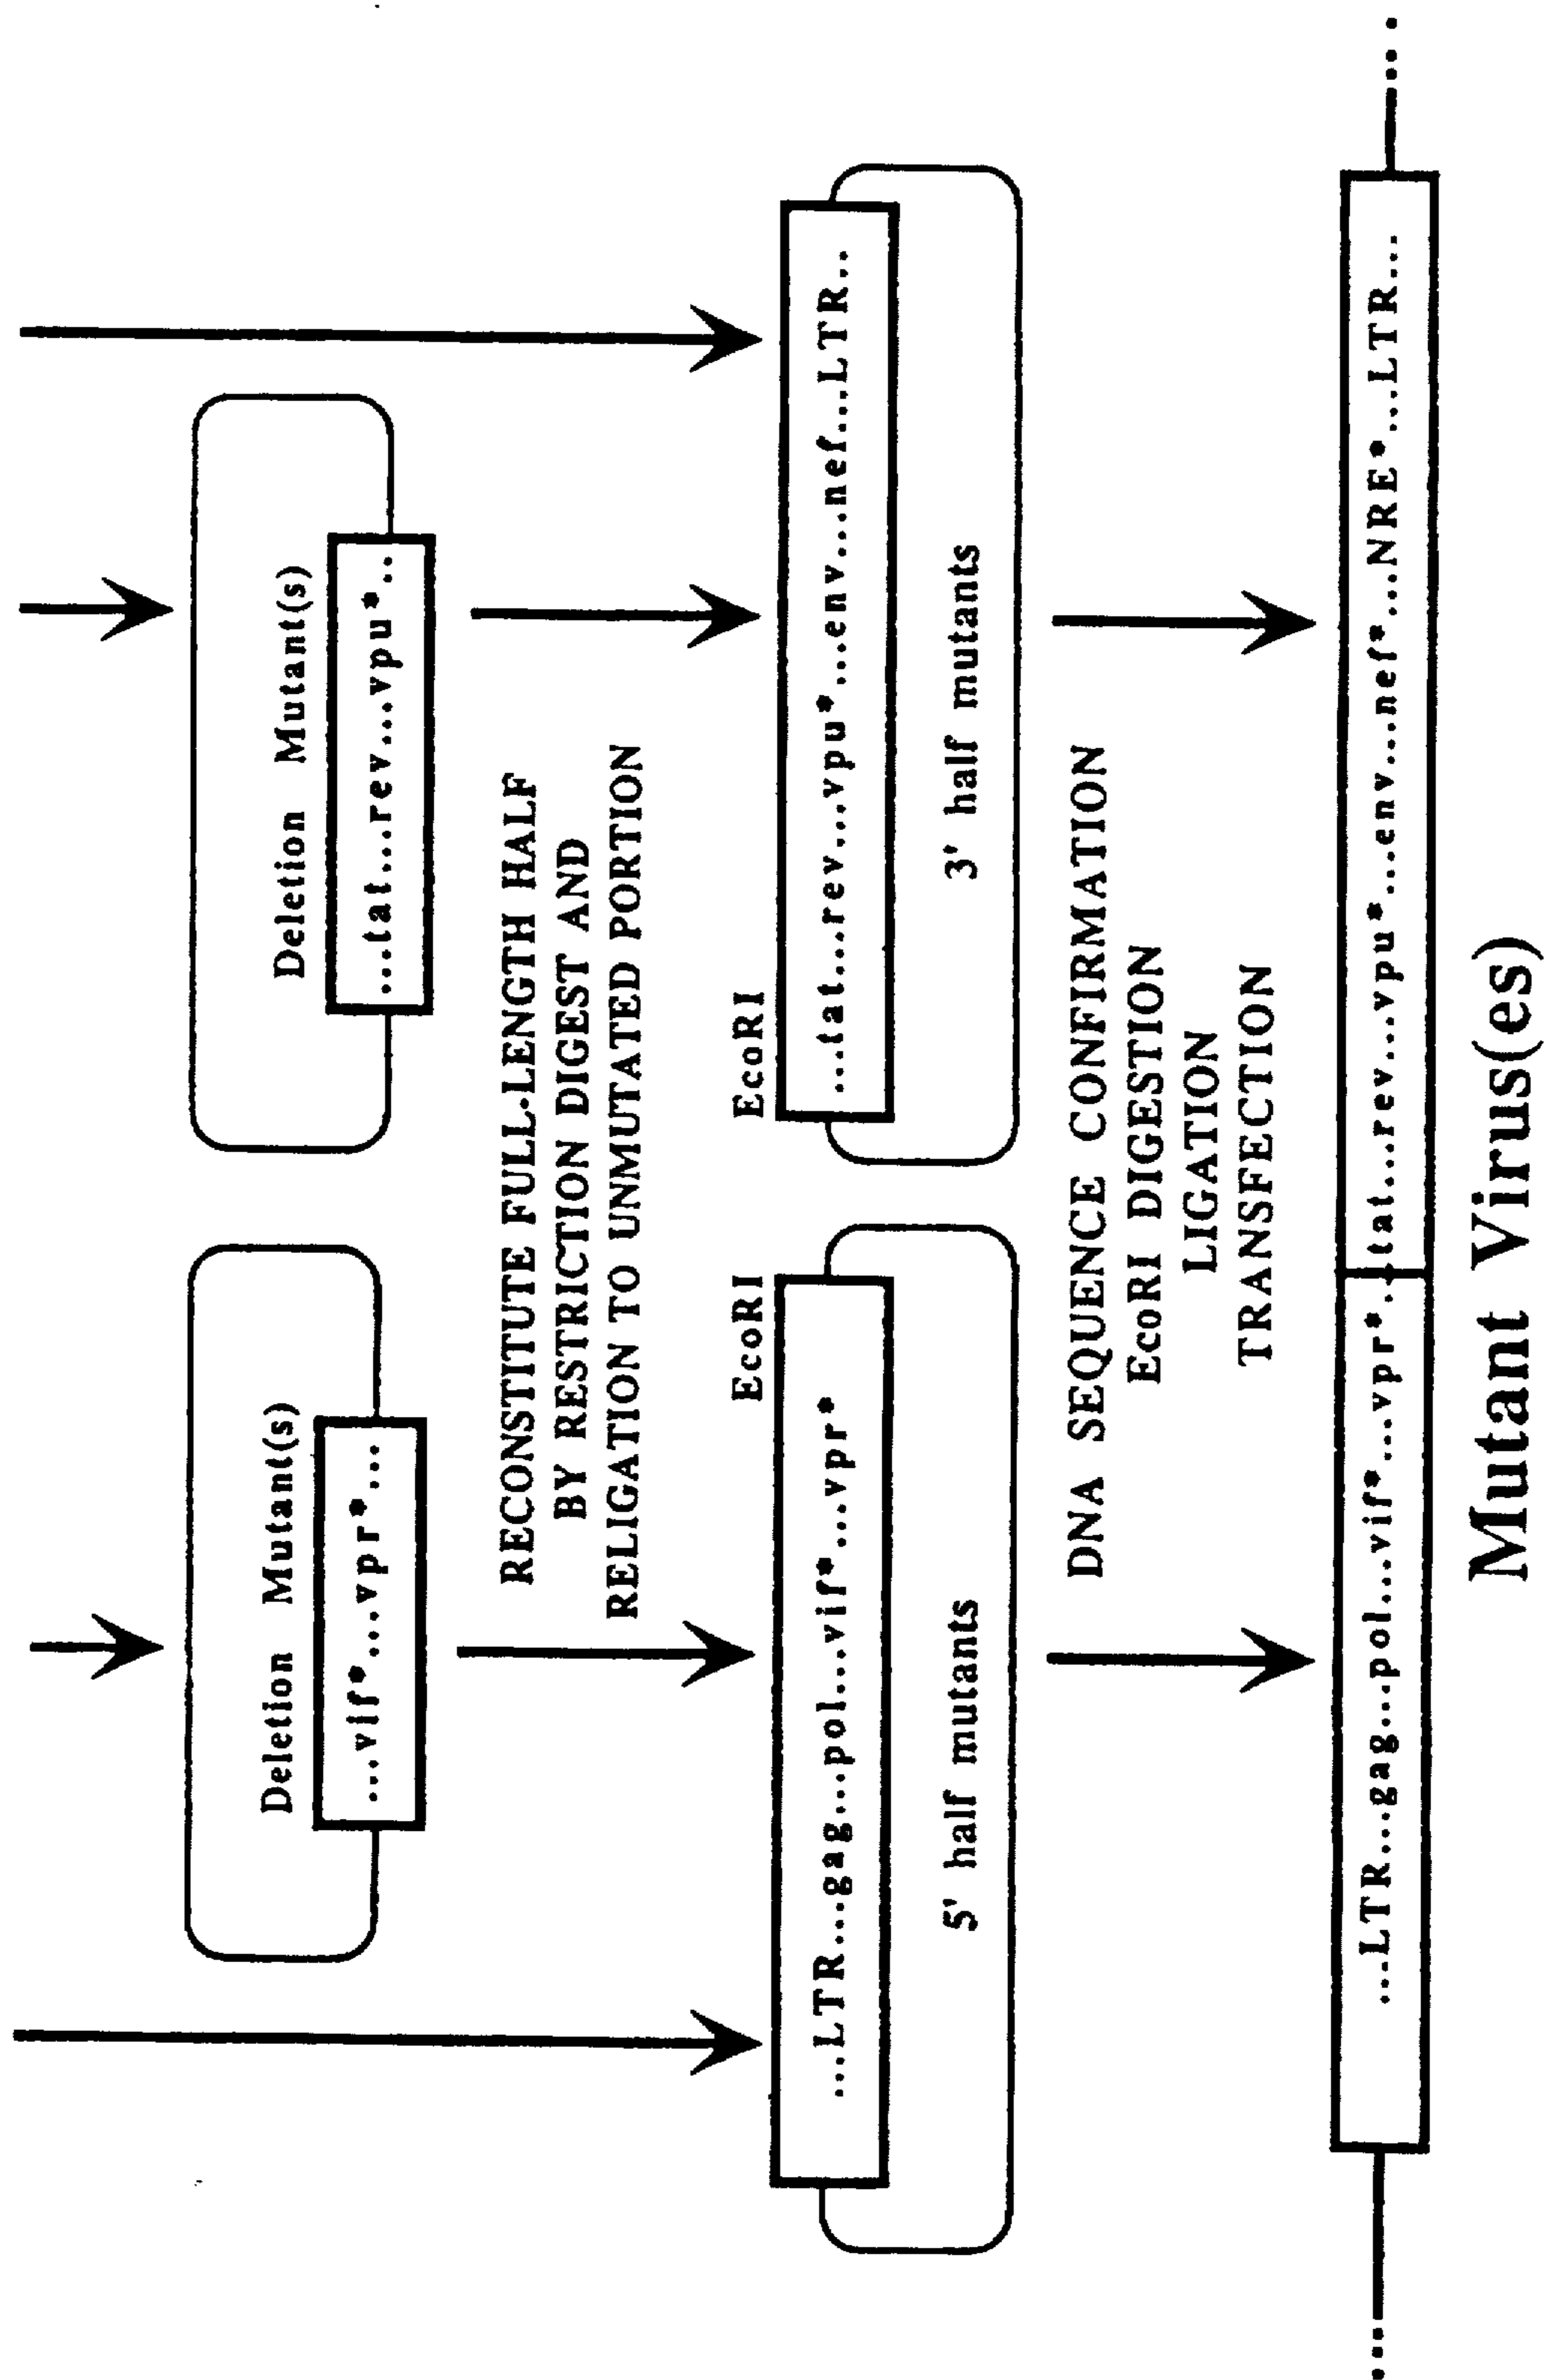 Deletion Mutant(s)
...vif*...vpr*...
Deletion Mutant(s)
...tat...rev...vpu*..
RECONSTITUTE FULL-LENGTH HALF
BY RESTRICTION DIGEST AND
RELIGATION TO UNMUTATED PORTION
EcoRI
...LTR...gag...pol...vif*...vpr*
5' half mutants
EcoRI
...tat...rev...vpu*...env...nef...LTR..
3' half mutants
DNA SEQUENCE CONFIRMATION
EcoRI DIGESTION
LIGATION
TRANSFECTION
...LTR...gag...pol...vif*...vpr*...tat...rev...vpu*...env...nef*...NRE*...LTR...
Mutant Virus(es)